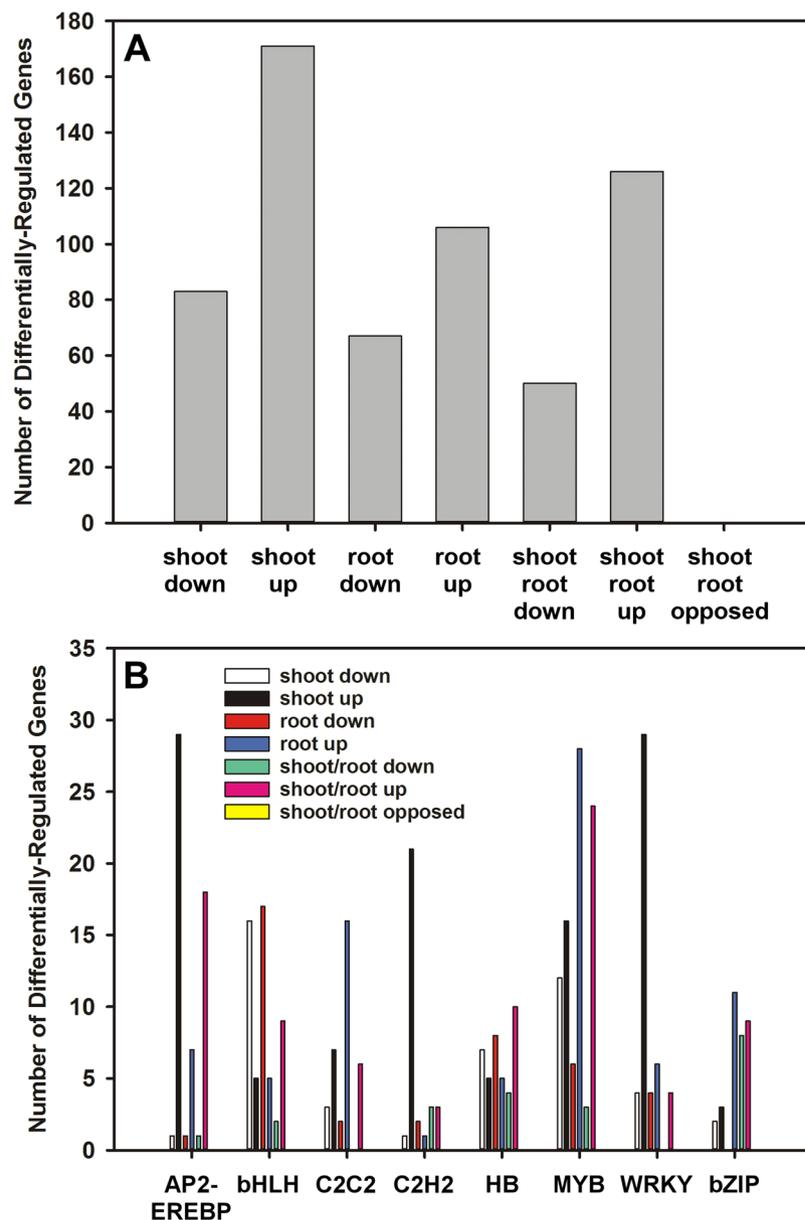 A
Number of Differentially-Regulated Genes
180
160
140
120
100
80
60
40
20
0
shoot down
shoot up
root down
root up
shoot root down
shoot root up
shoot root opposed
B
Number of Differentially-Regulated Genes
35
30
25
20
15
10
5
0
shoot down
shoot up
root down
root up
shoot/root down
shoot/root up
shoot/root opposed
AP2-EREBP
bHLH
C2C2
C2H2
HB
MYB
WRKY
bZIP